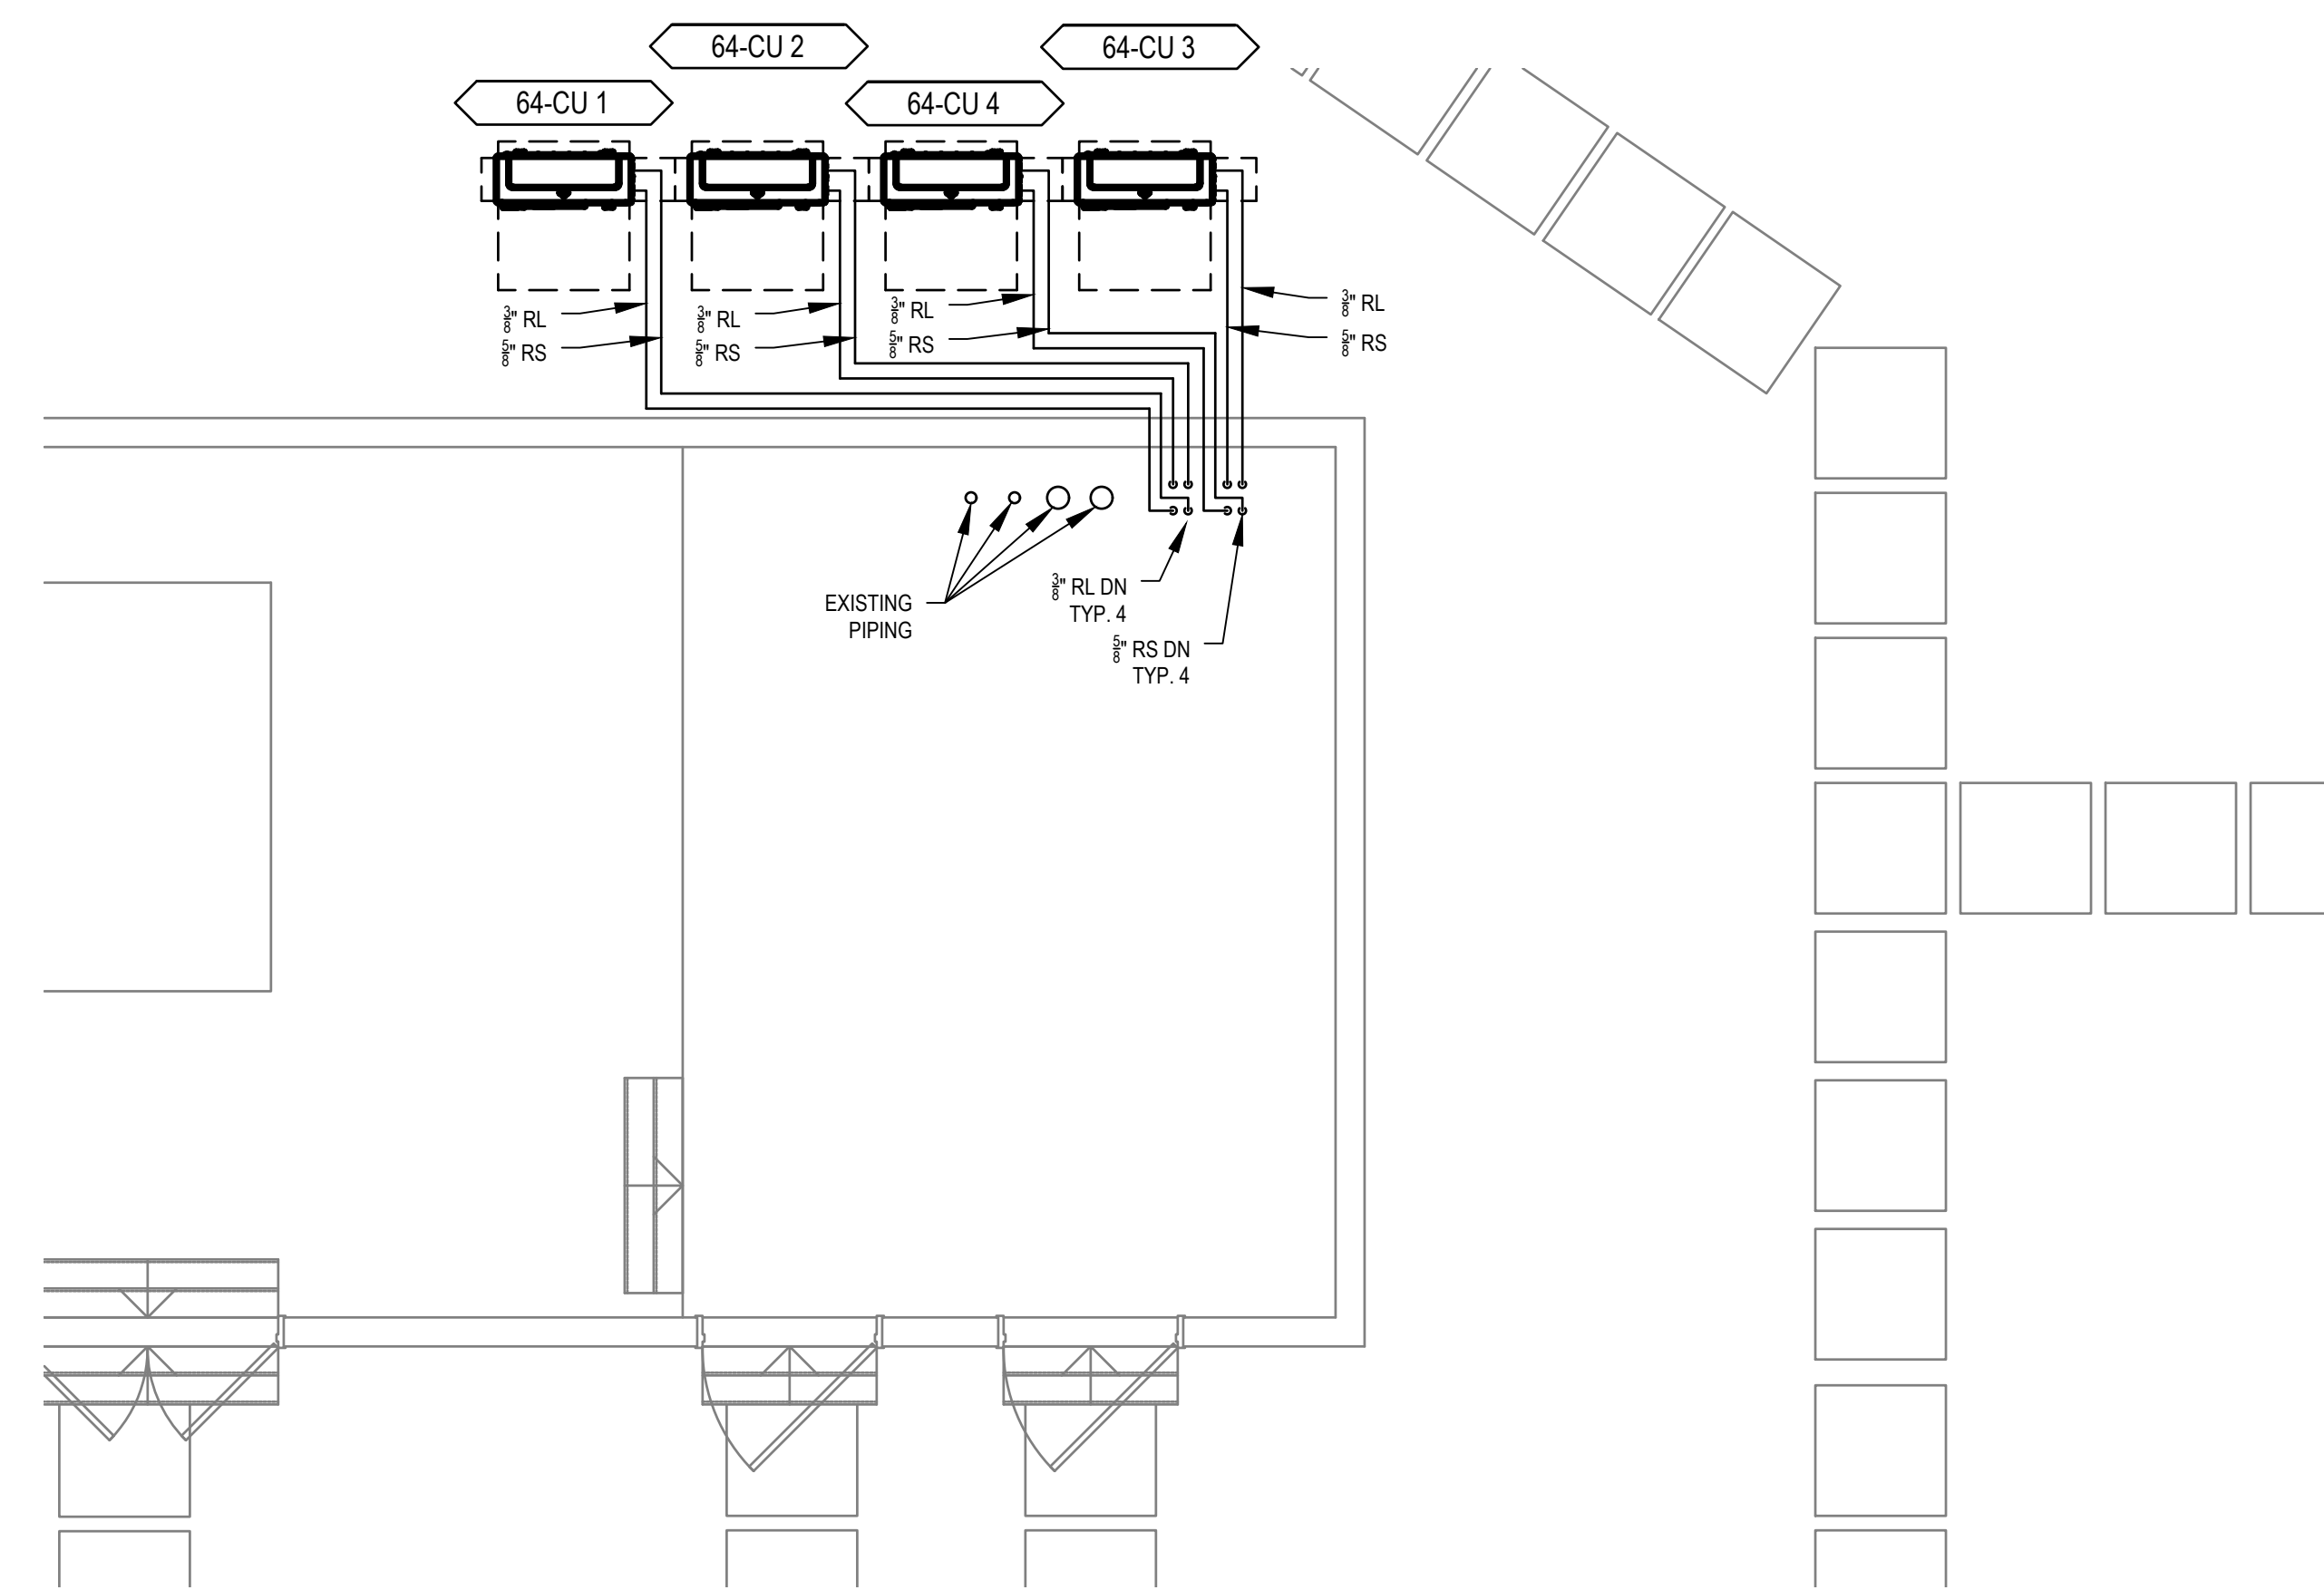 64-CU 2
64-CU 3
64-CU 1
64-CU 4
3/8" RL
5/8" RS
3/8" RL
5/8" RS
3/8" RL
5/8" RS
3/8" RL
5/8" RS
EXISTING
PIPING
3/8" RL DN
TYP. 4
5/8" RS DN
TYP. 4